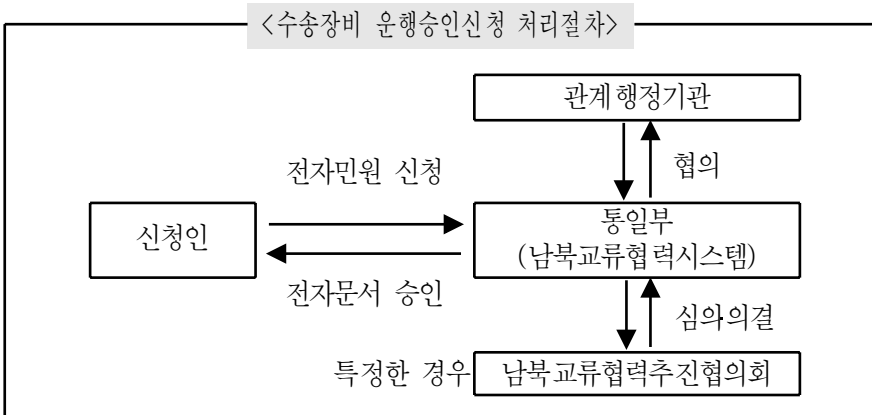 <수송장비 운행승인신청 처리절차>
관계행정기관
협의
전자민원 신청
신청인
통일부
(남북교류협력시스템)
전자문서 승인
심의·의결
특정한 경우
남북교류협력추진협의회